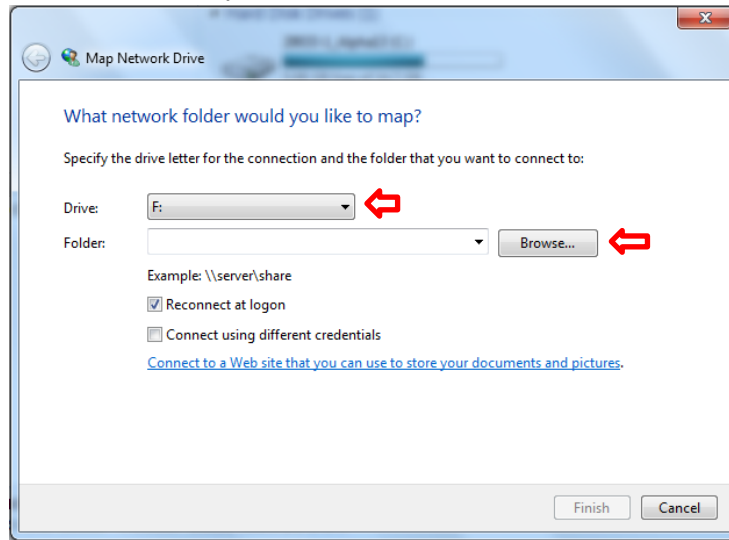 Map Network Drive
What network folder would you like to map?
Specify the drive letter for the connection and the folder that you want to connect to:
Drive: F:
Folder: Browse...
Example: \\server\share
Reconnect at logon
Connect using different credentials
Connect to a Web site that you can use to store your documents and pictures.
Finish Cancel